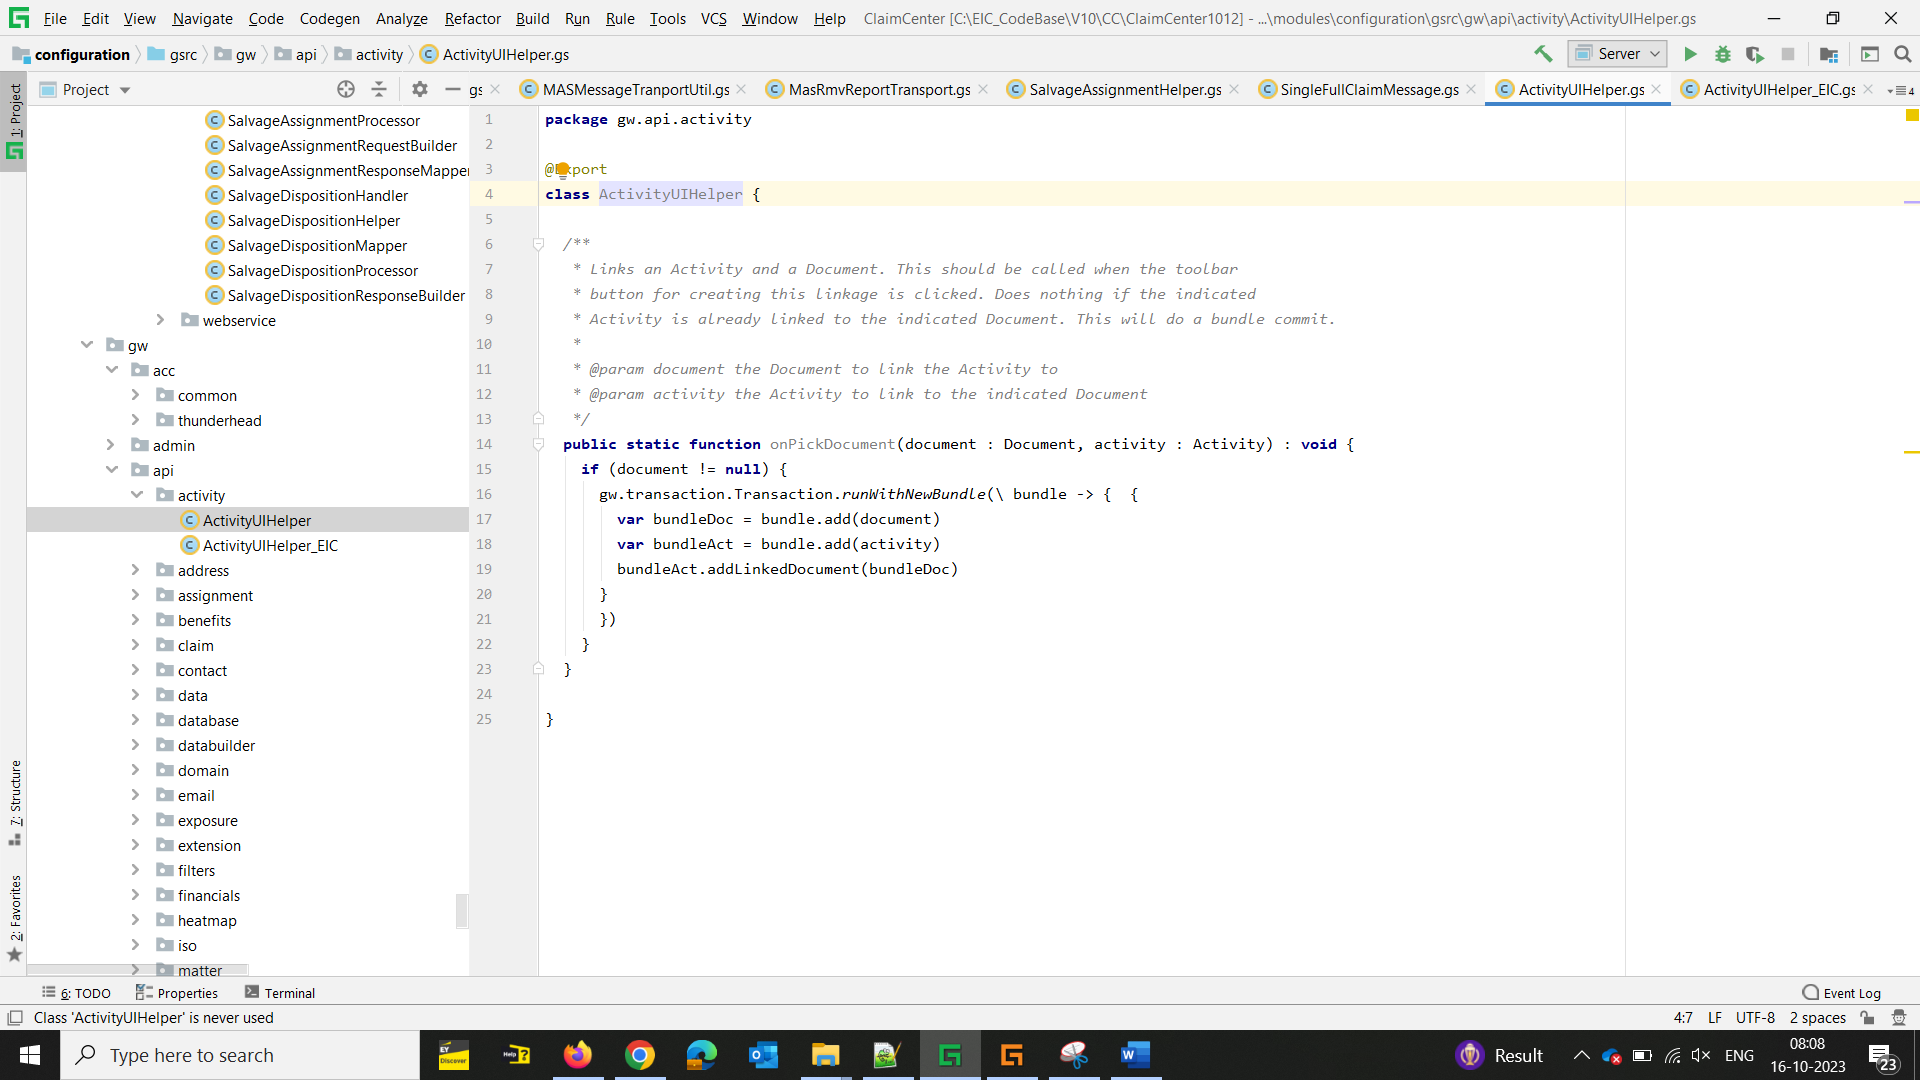 File Edit View Navigate Code Codegen Analyze Refactor Build Run Rule Tools VCS Window Help ClaimCenter [C:\EIC_CodeBase\V10\CC\ClaimCenter1012] - ...\modules\configuration\gsrc\gw\api\activity\ActivityUIHelper.gs
configuration gsrc gw api activity ActivityUIHelper.gs Server
Project gs MASMessageTranportUtil.gs MasRmvReportTransport.gs SalvageAssignmentHelper.gs SingleFullClaimMessage.gs ActivityUIHelper.gs ActivityUIHelper_EIC.gs 4
1: Project
7: Structure
2: Favorites
SalvageAssignmentProcessor
SalvageAssignmentRequestBuilder
SalvageAssignmentResponseMapper
SalvageDispositionHandler
SalvageDispositionHelper
SalvageDispositionMapper
SalvageDispositionProcessor
SalvageDispositionResponseBuilder
webservice
gw
acc
common
thunderhead
admin
api
activity
ActivityUIHelper
ActivityUIHelper_EIC
address
assignment
benefits
claim
contact
data
database
databuilder
domain
email
exposure
extension
filters
financials
heatmap
iso
matter
1 package gw.api.activity
2
3 @Export
4 class ActivityUIHelper {
5
6 /**
7 * Links an Activity and a Document. This should be called when the toolbar
8 * button for creating this linkage is clicked. Does nothing if the indicated
9 * Activity is already linked to the indicated Document. This will do a bundle commit.
10 *
11 * @param document the Document to link the Activity to
12 * @param activity the Activity to link to the indicated Document
13 */
14 public static function onPickDocument(document : Document, activity : Activity) : void {
15 if (document != null) {
16 gw.transaction.Transaction.runWithNewBundle(\ bundle -> {  {
17 var bundleDoc = bundle.add(document)
18 var bundleAct = bundle.add(activity)
19 bundleAct.addLinkedDocument(bundleDoc)
20 }
21 })
22 }
23 }
24
25 }
6: TODO Properties Terminal Event Log
Class 'ActivityUIHelper' is never used 4:7 LF UTF-8 2 spaces
Type here to search EY Discover Help ? Result ENG 08:08
16-10-2023 23